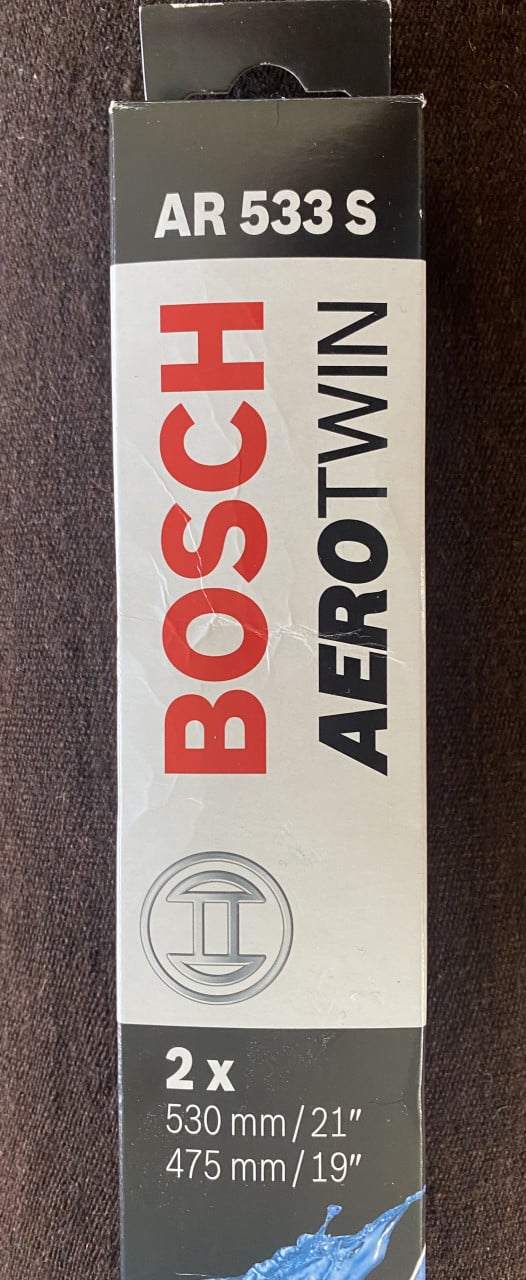 AR 533 S
BOSCH
AEROTWIN
2 x
530 mm / 21"
475 mm / 19"